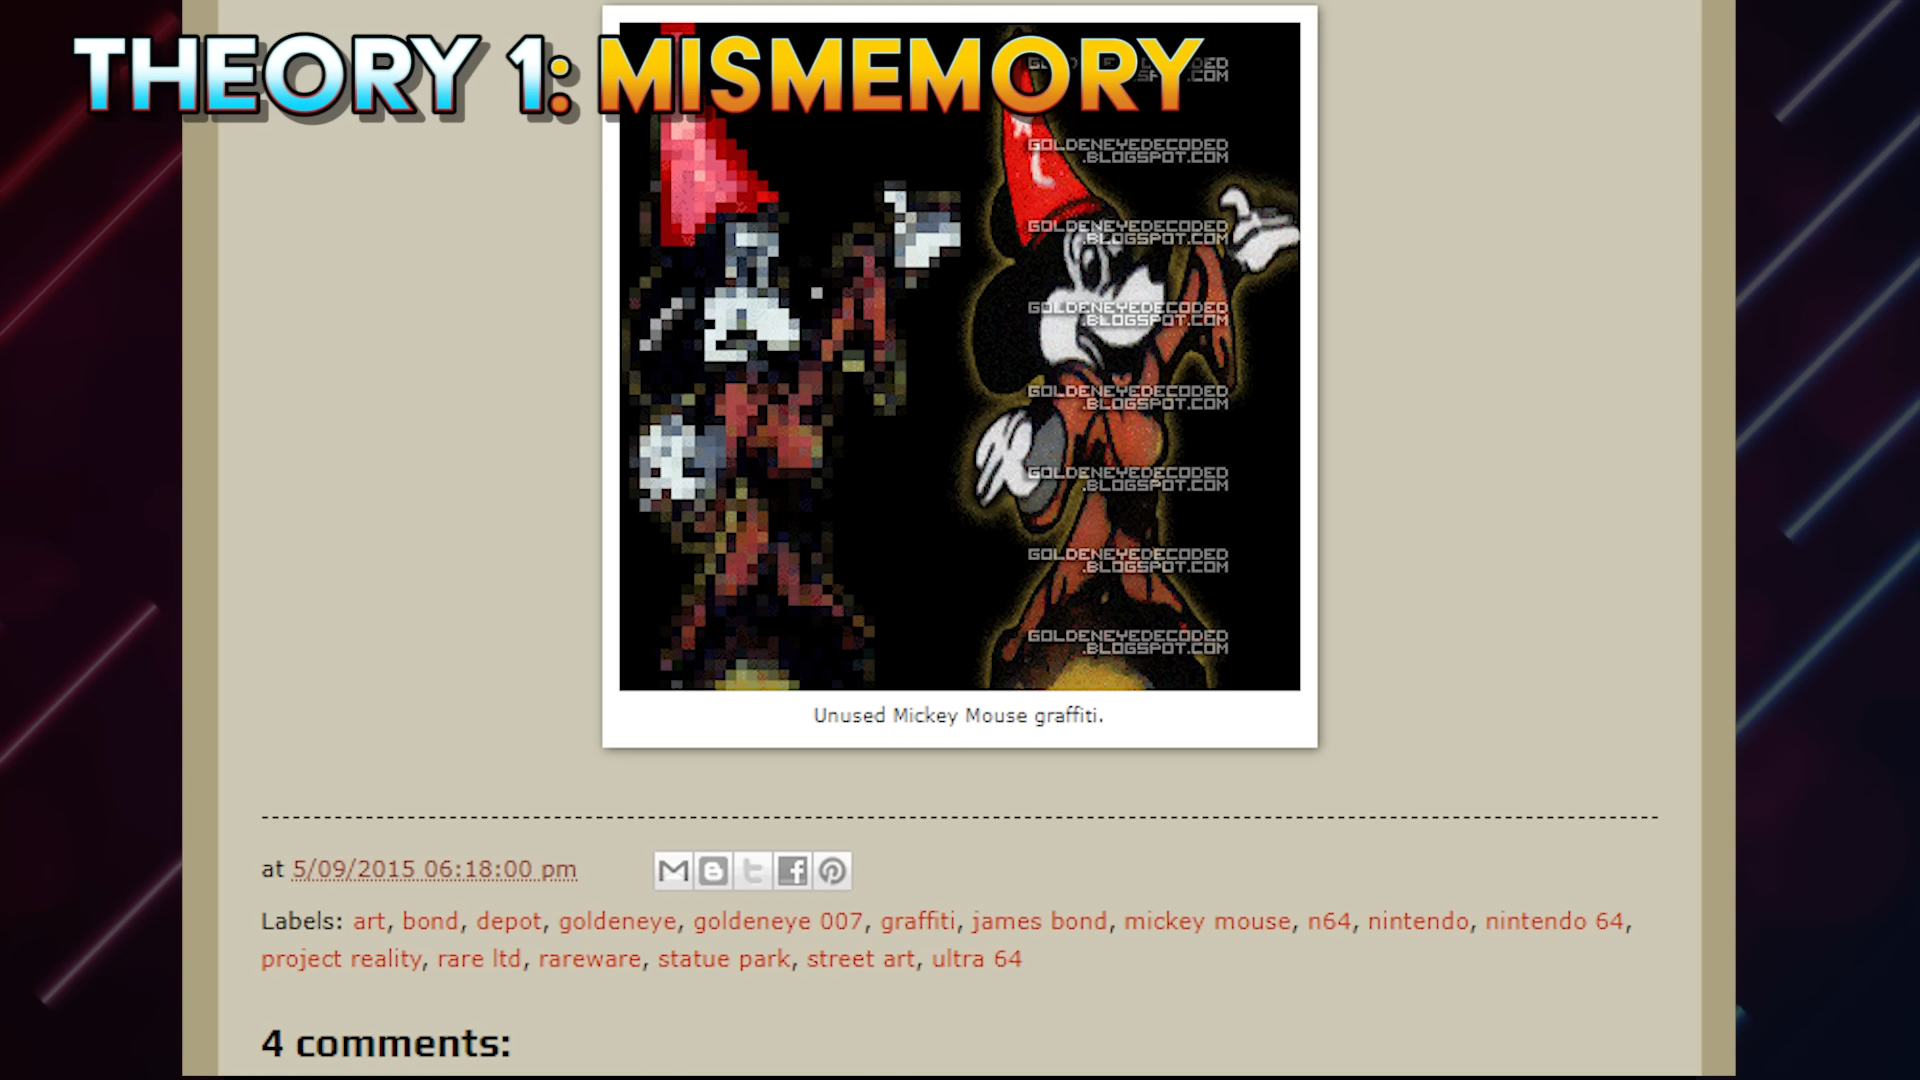 THEORY 1: MISMEMORY
GOLDENEYEDECODED
.BLOGSPOT.COM
GOLDENEYEDECODED
.BLOGSPOT.COM
GOLDENEYEDECODED
.BLOGSPOT.COM
GOLDENEYEDECODED
.BLOGSPOT.COM
GOLDENEYEDECODED
.BLOGSPOT.COM
GOLDENEYEDECODED
.BLOGSPOT.COM
GOLDENEYEDECODED
.BLOGSPOT.COM
Unused Mickey Mouse graffiti.
at 5/09/2015 06:18:00 pm
Labels: art, bond, depot, goldeneye, goldeneye 007, graffiti, james bond, mickey mouse, n64, nintendo, nintendo 64,
project reality, rare ltd, rareware, statue park, street art, ultra 64
4 comments: